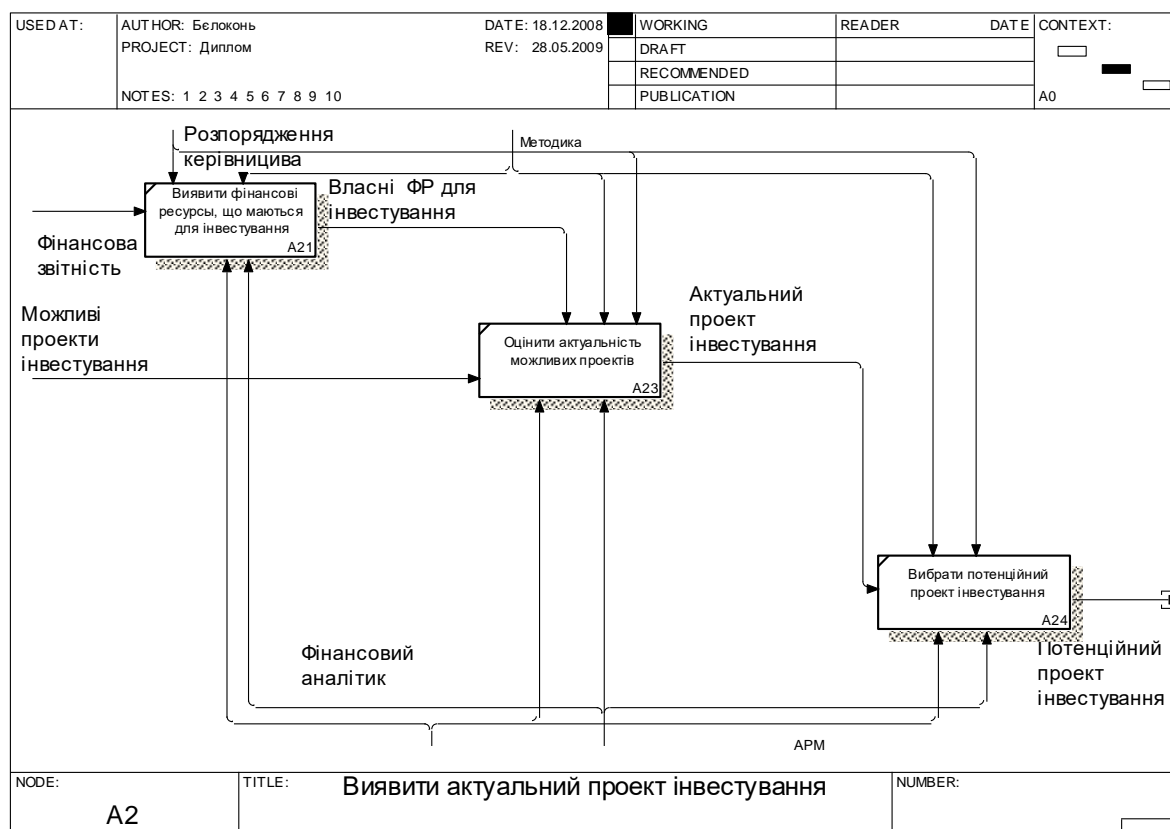 USED AT:
AUTHOR: Бєлоконь
DATE: 18.12.2008
PROJECT: Диплом
REV: 28.05.2009
NOTES: 1 2 3 4 5 6 7 8 9 10
WORKING
DRAFT
RECOMMENDED
PUBLICATION
READER
DATE
CONTEXT:
A0
Розпорядження
керівницива
Методика
Виявити фінансові
ресурсы, що маються
для інвестування
A21
Власні ФР для
інвестування
Фінансова
звітність
Можливі
проекти
інвестування
Актуальний
проект
інвестування
Оцінити актуальність
можливих проектів
A23
Вибрати потенційний
проект інвестування
A24
Фінансовий
аналітик
Потенційний
проект
інвестування
АРМ
NODE:
A2
TITLE:
Виявити актуальний проект інвестування
NUMBER: